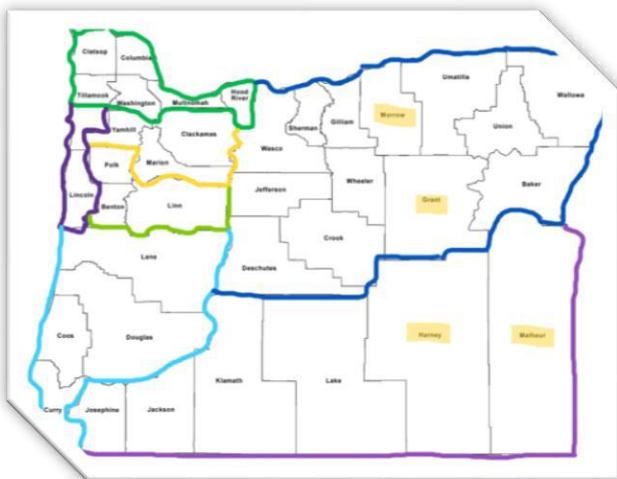 Clatsop
Columbia
Tillamook
Washington
Multnomah
Hood
River
Yamhill
Clackamas
Polk
Marion
Lincoln
Benton
Linn
Wasco
Sherman
Gilliam
Morrow
Umatilla
Union
Wallowa
Jefferson
Wheeler
Grant
Baker
Crook
Deschutes
Lane
Coos
Douglas
Curry
Josephine
Jackson
Klamath
Lake
Harney
Malheur